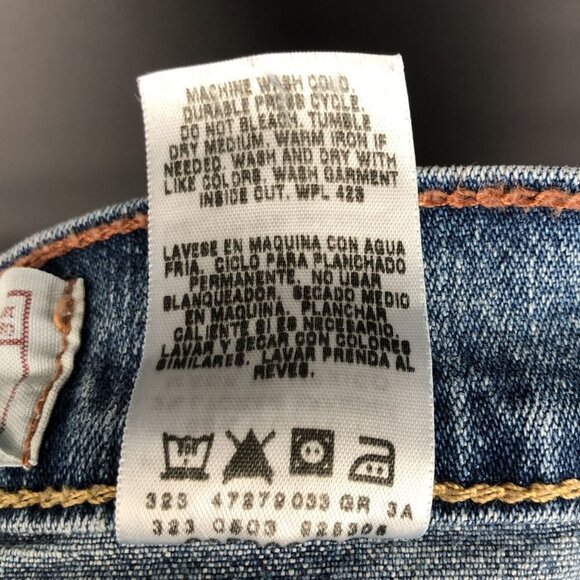 MACHINE WASH COLD.
DURABLE PRESS CYCLE.
DO NOT BLEACH. TUMBLE
DRY MEDIUM. WARM IRON IF
NEEDED. WASH AND DRY WITH
LIKE COLORS. WASH GARMENT
INSIDE OUT. WPL 423
LAVESE EN MAQUINA CON AGUA
FRIA. CICLO PARA PLANCHADO
PERMANENTE. NO USAR
BLANQUEADOR. SECADO MEDIO
EN MAQUINA. PLANCHAR
CALIENTE SI ES NECESARIO.
LAVAR Y SECAR CON COLORES
SIMILARES. LAVAR PRENDA AL
REVES.
323 47279033 GR 3A
323 0803 925304